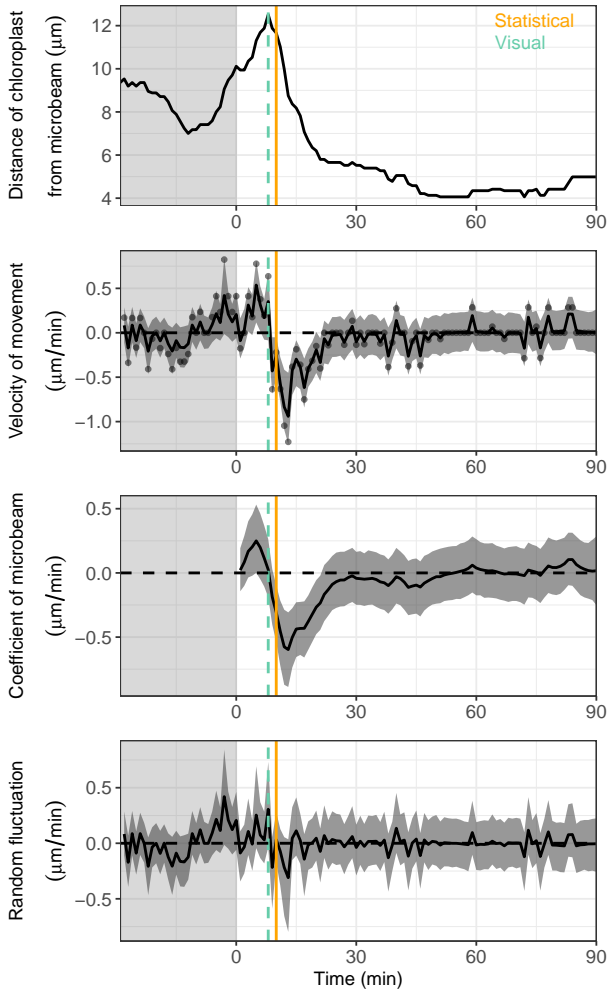 Statistical
Visual
Distance of chloroplast
from microbeam (μm)
12
10
8
6
4
0 30 60 90
Velocity of movement
(μm/min)
0.5
0.0
−0.5
−1.0
0 30 60 90
Coefficient of microbeam
(μm/min)
0.5
0.0
−0.5
0 30 60 90
Random fluctuation
(μm/min)
0.5
0.0
−0.5
0 30 60 90
Time (min)